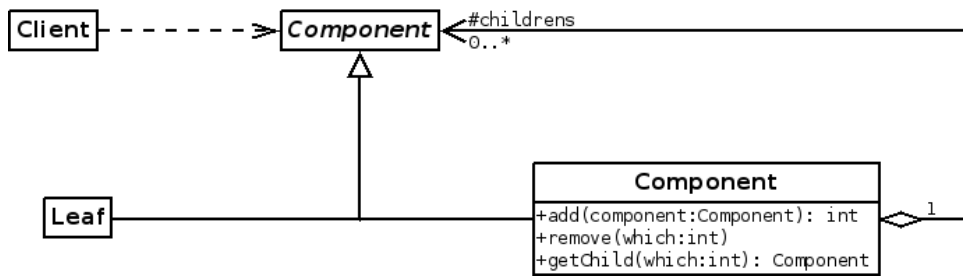 Client
Component
#childrens
0..*
Leaf
Component
+add(component:Component): int
+remove(which:int)
+getChild(which:int): Component
1